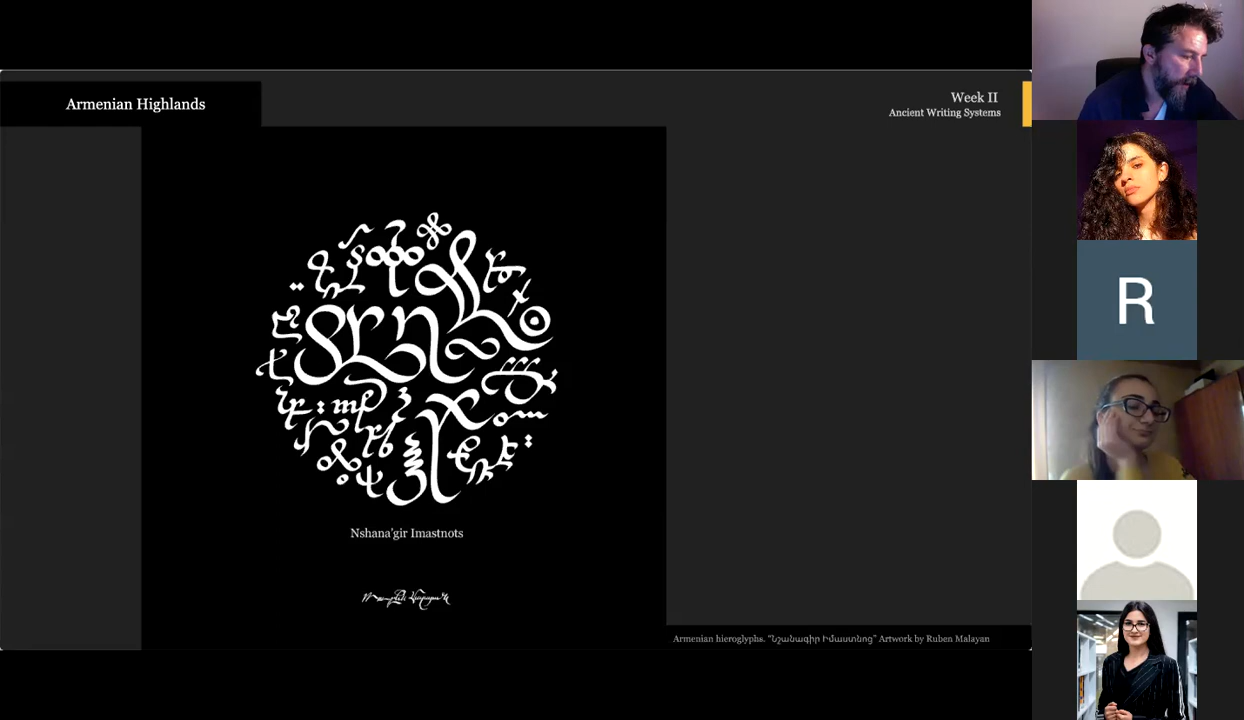 Armenian Highlands
Week II
Ancient Writing Systems
Nshana'gir Imastnots
Armenian hieroglyphs. "Նշանագիր Իմաստնոց" Artwork by Ruben Malayan
R